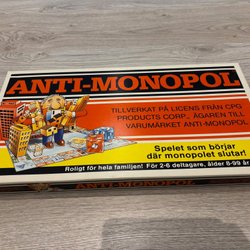 ANTI-MONOPOL
TILLVERKAT PÅ LICENS FRÅN CPG
PRODUCTS CORP., ÄGAREN TILL
VARUMÄRKET ANTI-MONOPOL
Spelet som börjar
där monopolet slutar!
Roligt för hela familjen! För 2-6 deltagare, ålder 8-99 år
ANTI-MONOPOL